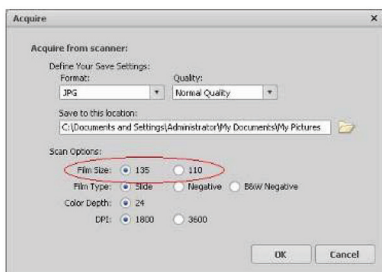 Acquire x
Acquire from scanner:
Define Your Save Settings:
Format: Quality:
JPG Normal Quality
Save to this location:
C:\Documents and Settings\Administrator\My Documents\My Pictures
Scan Options:
Film Size: 135 110
Film Type: Slide Negative B&W Negative
Color Depth: 24
DPI: 1800 3600
OK Cancel